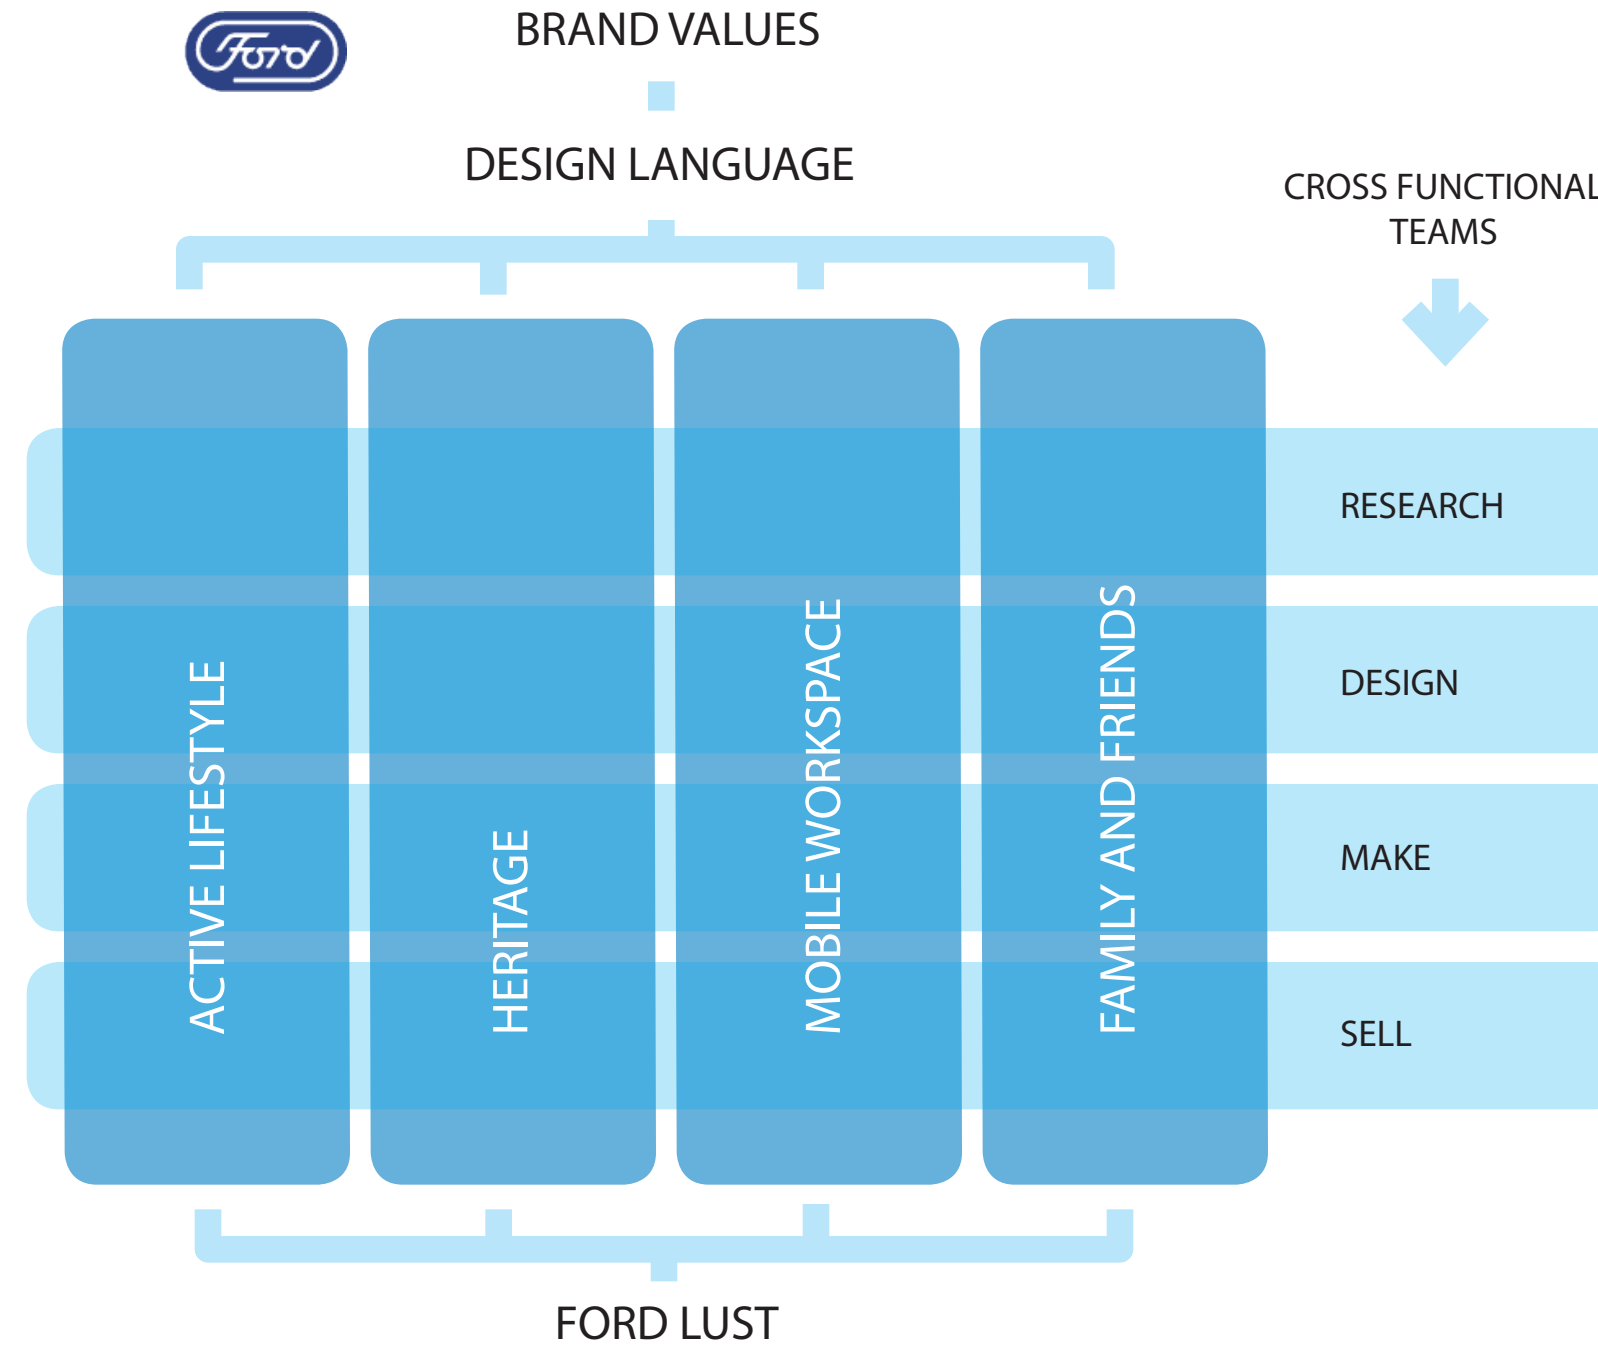 Ford
BRAND VALUES
DESIGN LANGUAGE
CROSS FUNCTIONAL
TEAMS
RESEARCH
DESIGN
MAKE
SELL
ACTIVE LIFESTYLE
HERITAGE
MOBILE WORKSPACE
FAMILY AND FRIENDS
FORD LUST